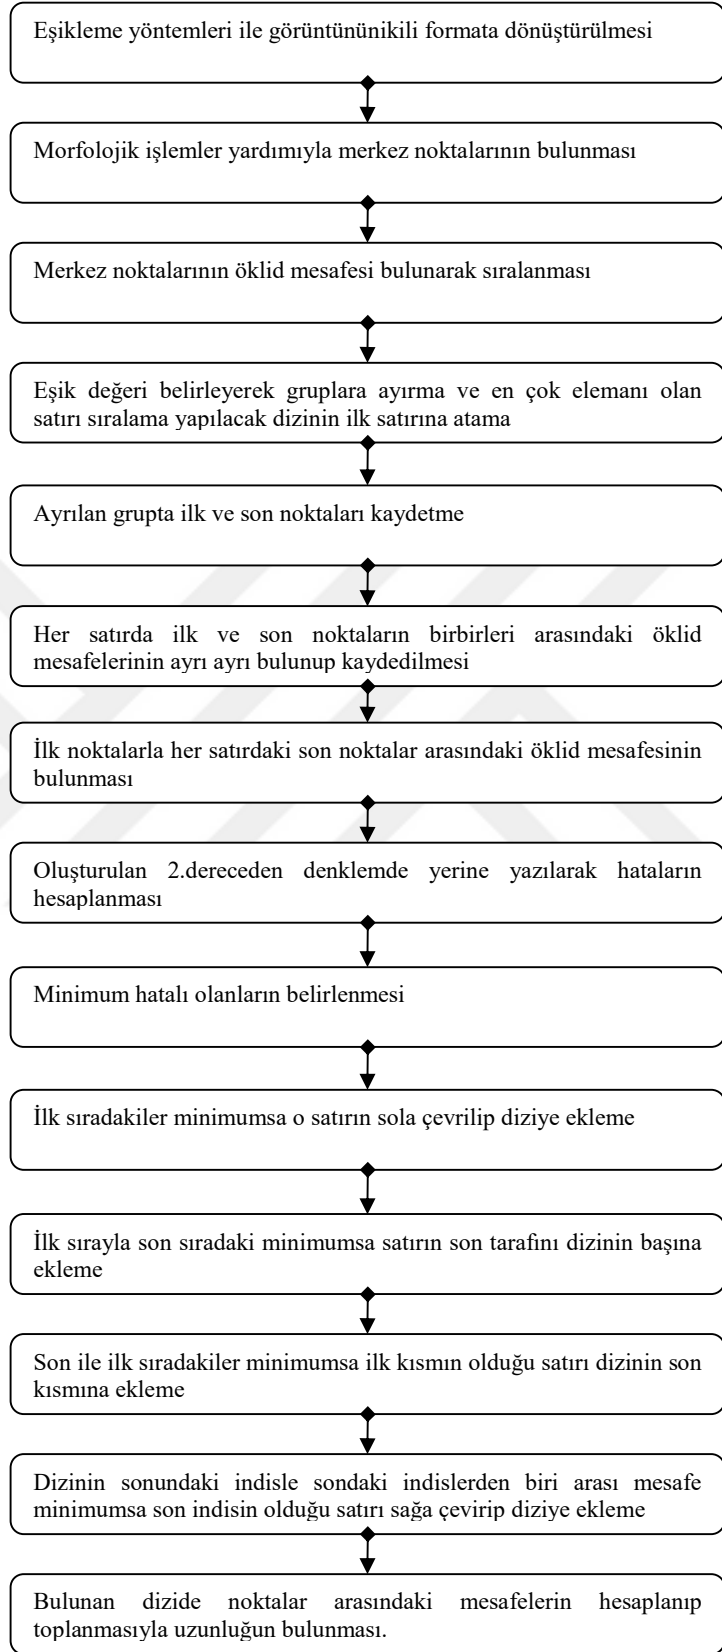 Eşikleme yöntemleri ile görüntününikili formata dönüştürülmesi
Morfolojik işlemler yardımıyla merkez noktalarının bulunması
Merkez noktalarının öklid mesafesi bulunarak sıralanması
Eşik değeri belirleyerek gruplara ayırma ve en çok elemanı olan
satırı sıralama yapılacak dizinin ilk satırına atama
Ayrılan grupta ilk ve son noktaları kaydetme
Her satırda ilk ve son noktaların birbirleri arasındaki öklid
mesafelerinin ayrı ayrı bulunup kaydedilmesi
İlk noktalarla her satırdaki son noktalar arasındaki öklid mesafesinin
bulunması
Oluşturulan 2.dereceden denklemde yerine yazılarak hataların
hesaplanması
Minimum hatalı olanların belirlenmesi
İlk sıradakiler minimumsa o satırın sola çevrilip diziye ekleme
İlk sırayla son sıradaki minimumsa satırın son tarafını dizinin başına
ekleme
Son ile ilk sıradakiler minimumsa ilk kısmın olduğu satırı dizinin son
kısmına ekleme
Dizinin sonundaki indisle sondaki indislerden biri arası mesafe
minimumsa son indisin olduğu satırı sağa çevirip diziye ekleme
Bulunan dizide noktalar arasındaki mesafelerin hesaplanıp
toplanmasıyla uzunluğun bulunması.